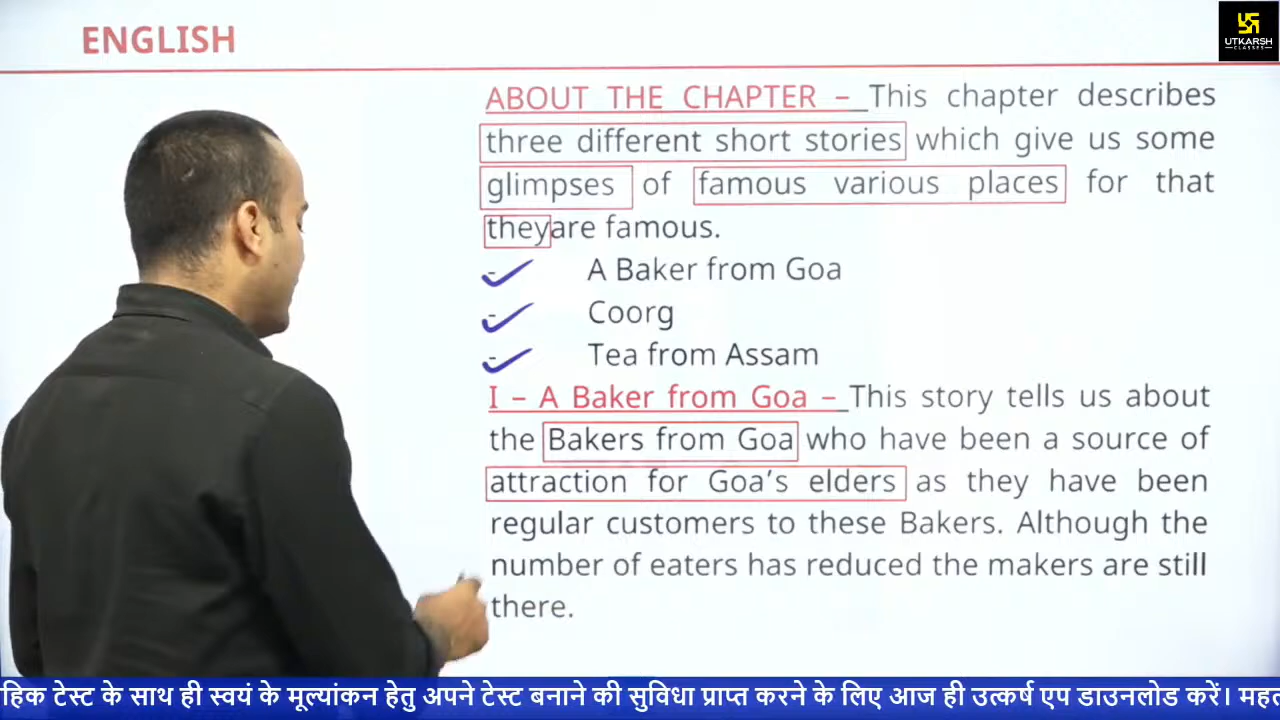 ENGLISH
UTKARSH
CLASSES
ABOUT THE CHAPTER – This chapter describes
three different short stories which give us some
glimpses of famous various places for that
theyare famous.
- A Baker from Goa
- Coorg
- Tea from Assam
I – A Baker from Goa – This story tells us about
the Bakers from Goa who have been a source of
attraction for Goa’s elders as they have been
regular customers to these Bakers. Although the
number of eaters has reduced the makers are still
there.
हिक टेस्ट के साथ ही स्वयं के मूल्यांकन हेतु अपने टेस्ट बनाने की सुविधा प्राप्त करने के लिए आज ही उत्कर्ष एप डाउनलोड करें। महत